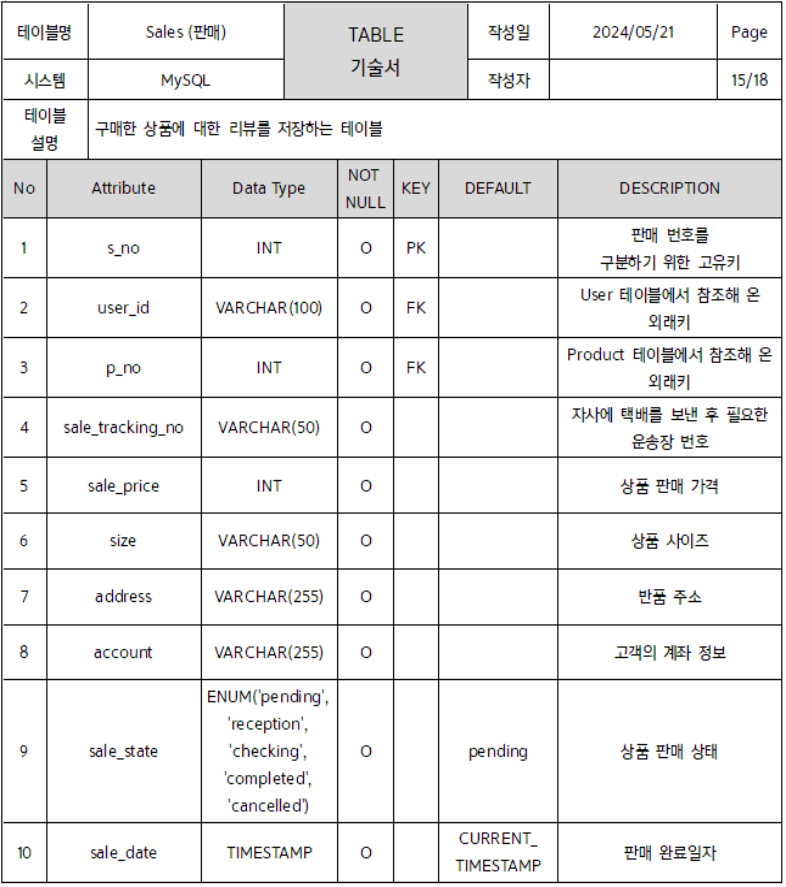 테이블명 Sales (판매) TABLE 기술서 작성일 2024/05/21 Page
시스템 MySQL 작성자 15/18
테이블 설명 구매한 상품에 대한 리뷰를 저장하는 테이블
No Attribute Data Type NOT NULL KEY DEFAULT DESCRIPTION
1 s_no INT O PK 판매 번호를 구분하기 위한 고유키
2 user_id VARCHAR(100) O FK User 테이블에서 참조해 온 외래키
3 p_no INT O FK Product 테이블에서 참조해 온 외래키
4 sale_tracking_no VARCHAR(50) O 자사에 택배를 보낸 후 필요한 운송장 번호
5 sale_price INT O 상품 판매 가격
6 size VARCHAR(50) O 상품 사이즈
7 address VARCHAR(255) O 반품 주소
8 account VARCHAR(255) O 고객의 계좌 정보
9 sale_state ENUM('pending', 'reception', 'checking', 'completed', 'cancelled') O pending 상품 판매 상태
10 sale_date TIMESTAMP O CURRENT_TIMESTAMP 판매 완료일자